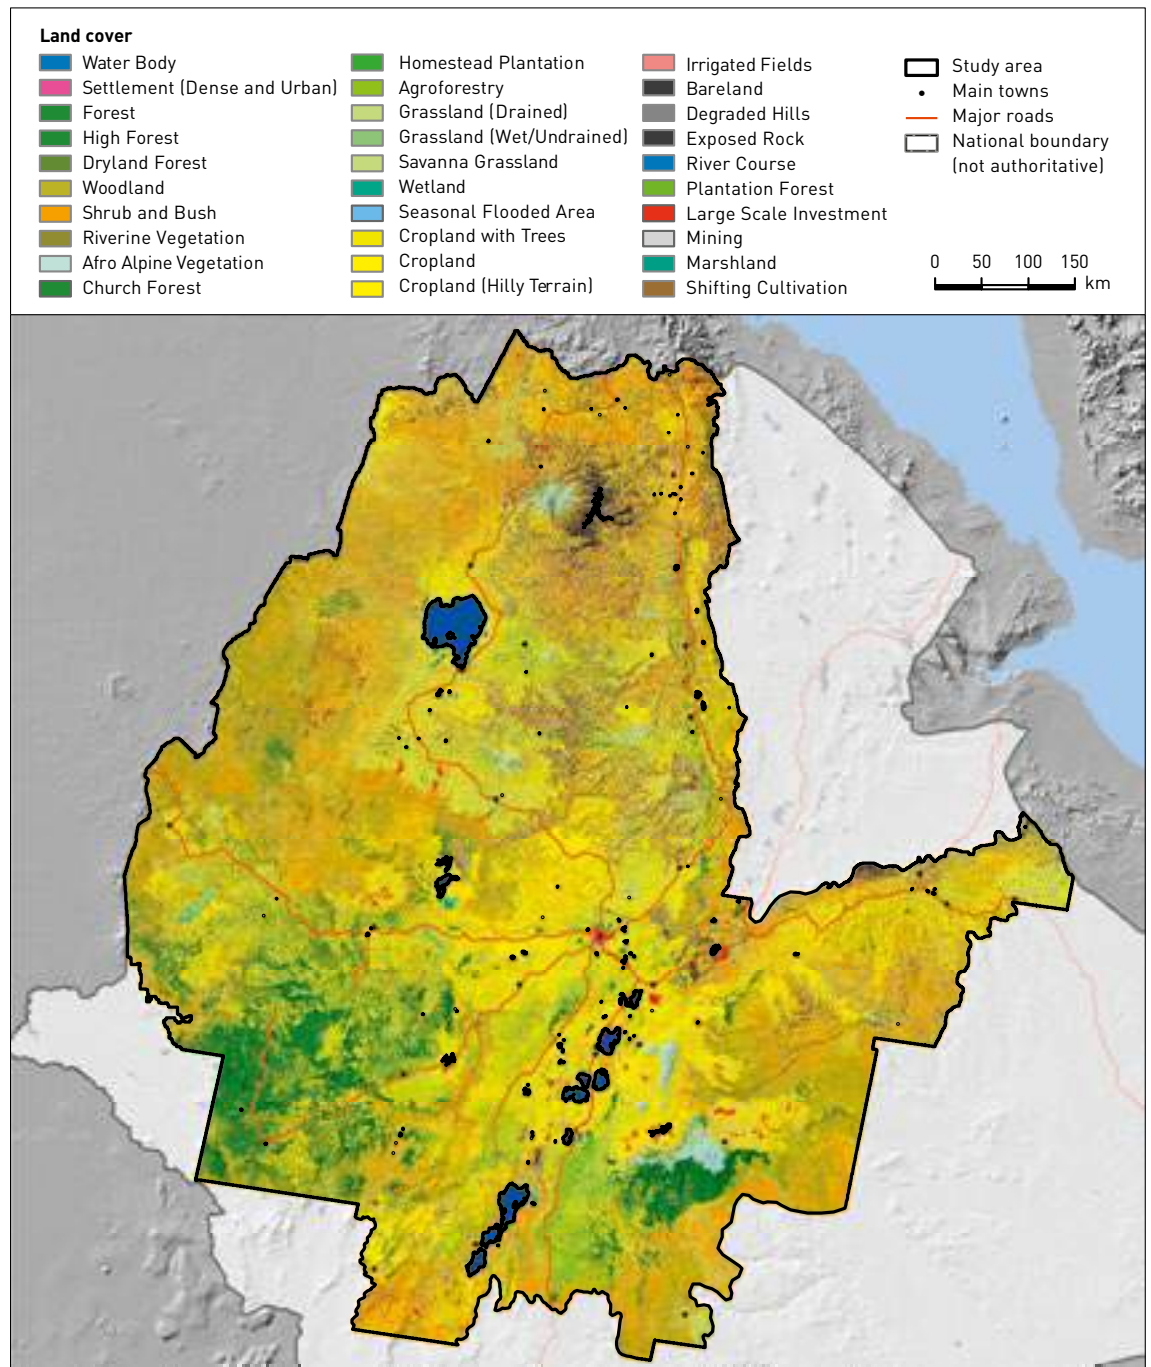 Land cover
Water Body
Settlement (Dense and Urban)
Forest
High Forest
Dryland Forest
Woodland
Shrub and Bush
Riverine Vegetation
Afro Alpine Vegetation
Church Forest
Homestead Plantation
Agroforestry
Grassland (Drained)
Grassland (Wet/Undrained)
Savanna Grassland
Wetland
Seasonal Flooded Area
Cropland with Trees
Cropland
Cropland (Hilly Terrain)
Irrigated Fields
Bareland
Degraded Hills
Exposed Rock
River Course
Plantation Forest
Large Scale Investment
Mining
Marshland
Shifting Cultivation
Study area
Main towns
Major roads
National boundary
(not authoritative)
0 50 100 150
km